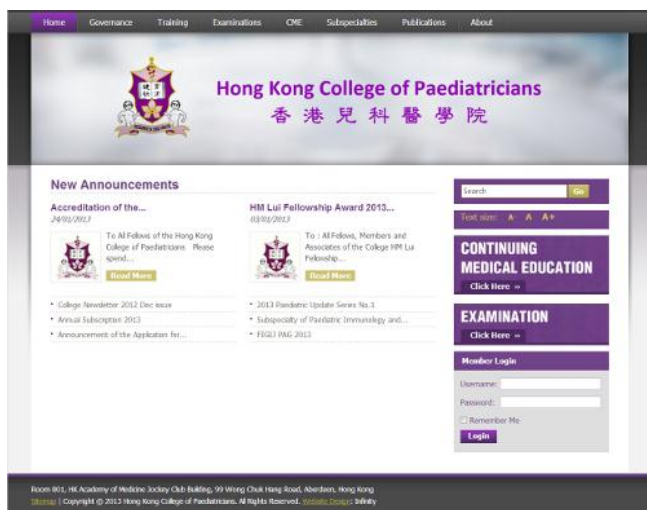 Home Governance Training Examinations CME Subspecialties Publications About
Hong Kong College of Paediatricians
香港兒科醫學院
New Announcements
Accreditation of the...
24/01/2013
To All Fellows of the Hong Kong
College of Paediatricians. Please
spend...
Read More
HM Lui Fellowship Award 2013...
03/01/2013
To : All Fellows, Members and
Associates of the College HM Lui
Fellowship...
Read More
College Newsletter 2012 Dec issue
Annual Subscription 2013
Announcement of the Application for...
2013 Paediatric Update Series No.1
Subspecialty of Paediatric Immunology and...
PAG 2013
Search Go
Text size: A- A A+
CONTINUING
MEDICAL EDUCATION
Click Here »
EXAMINATION
Click Here »
Member Login
Username:
Password:
Remember Me
Login
Room 801, HK Academy of Medicine Jockey Club Building, 99 Wong Chuk Hang Road, Aberdeen, Hong Kong
Sitemap | Copyright © 2013 Hong Kong College of Paediatricians. All Rights Reserved. Website Design: Infinity